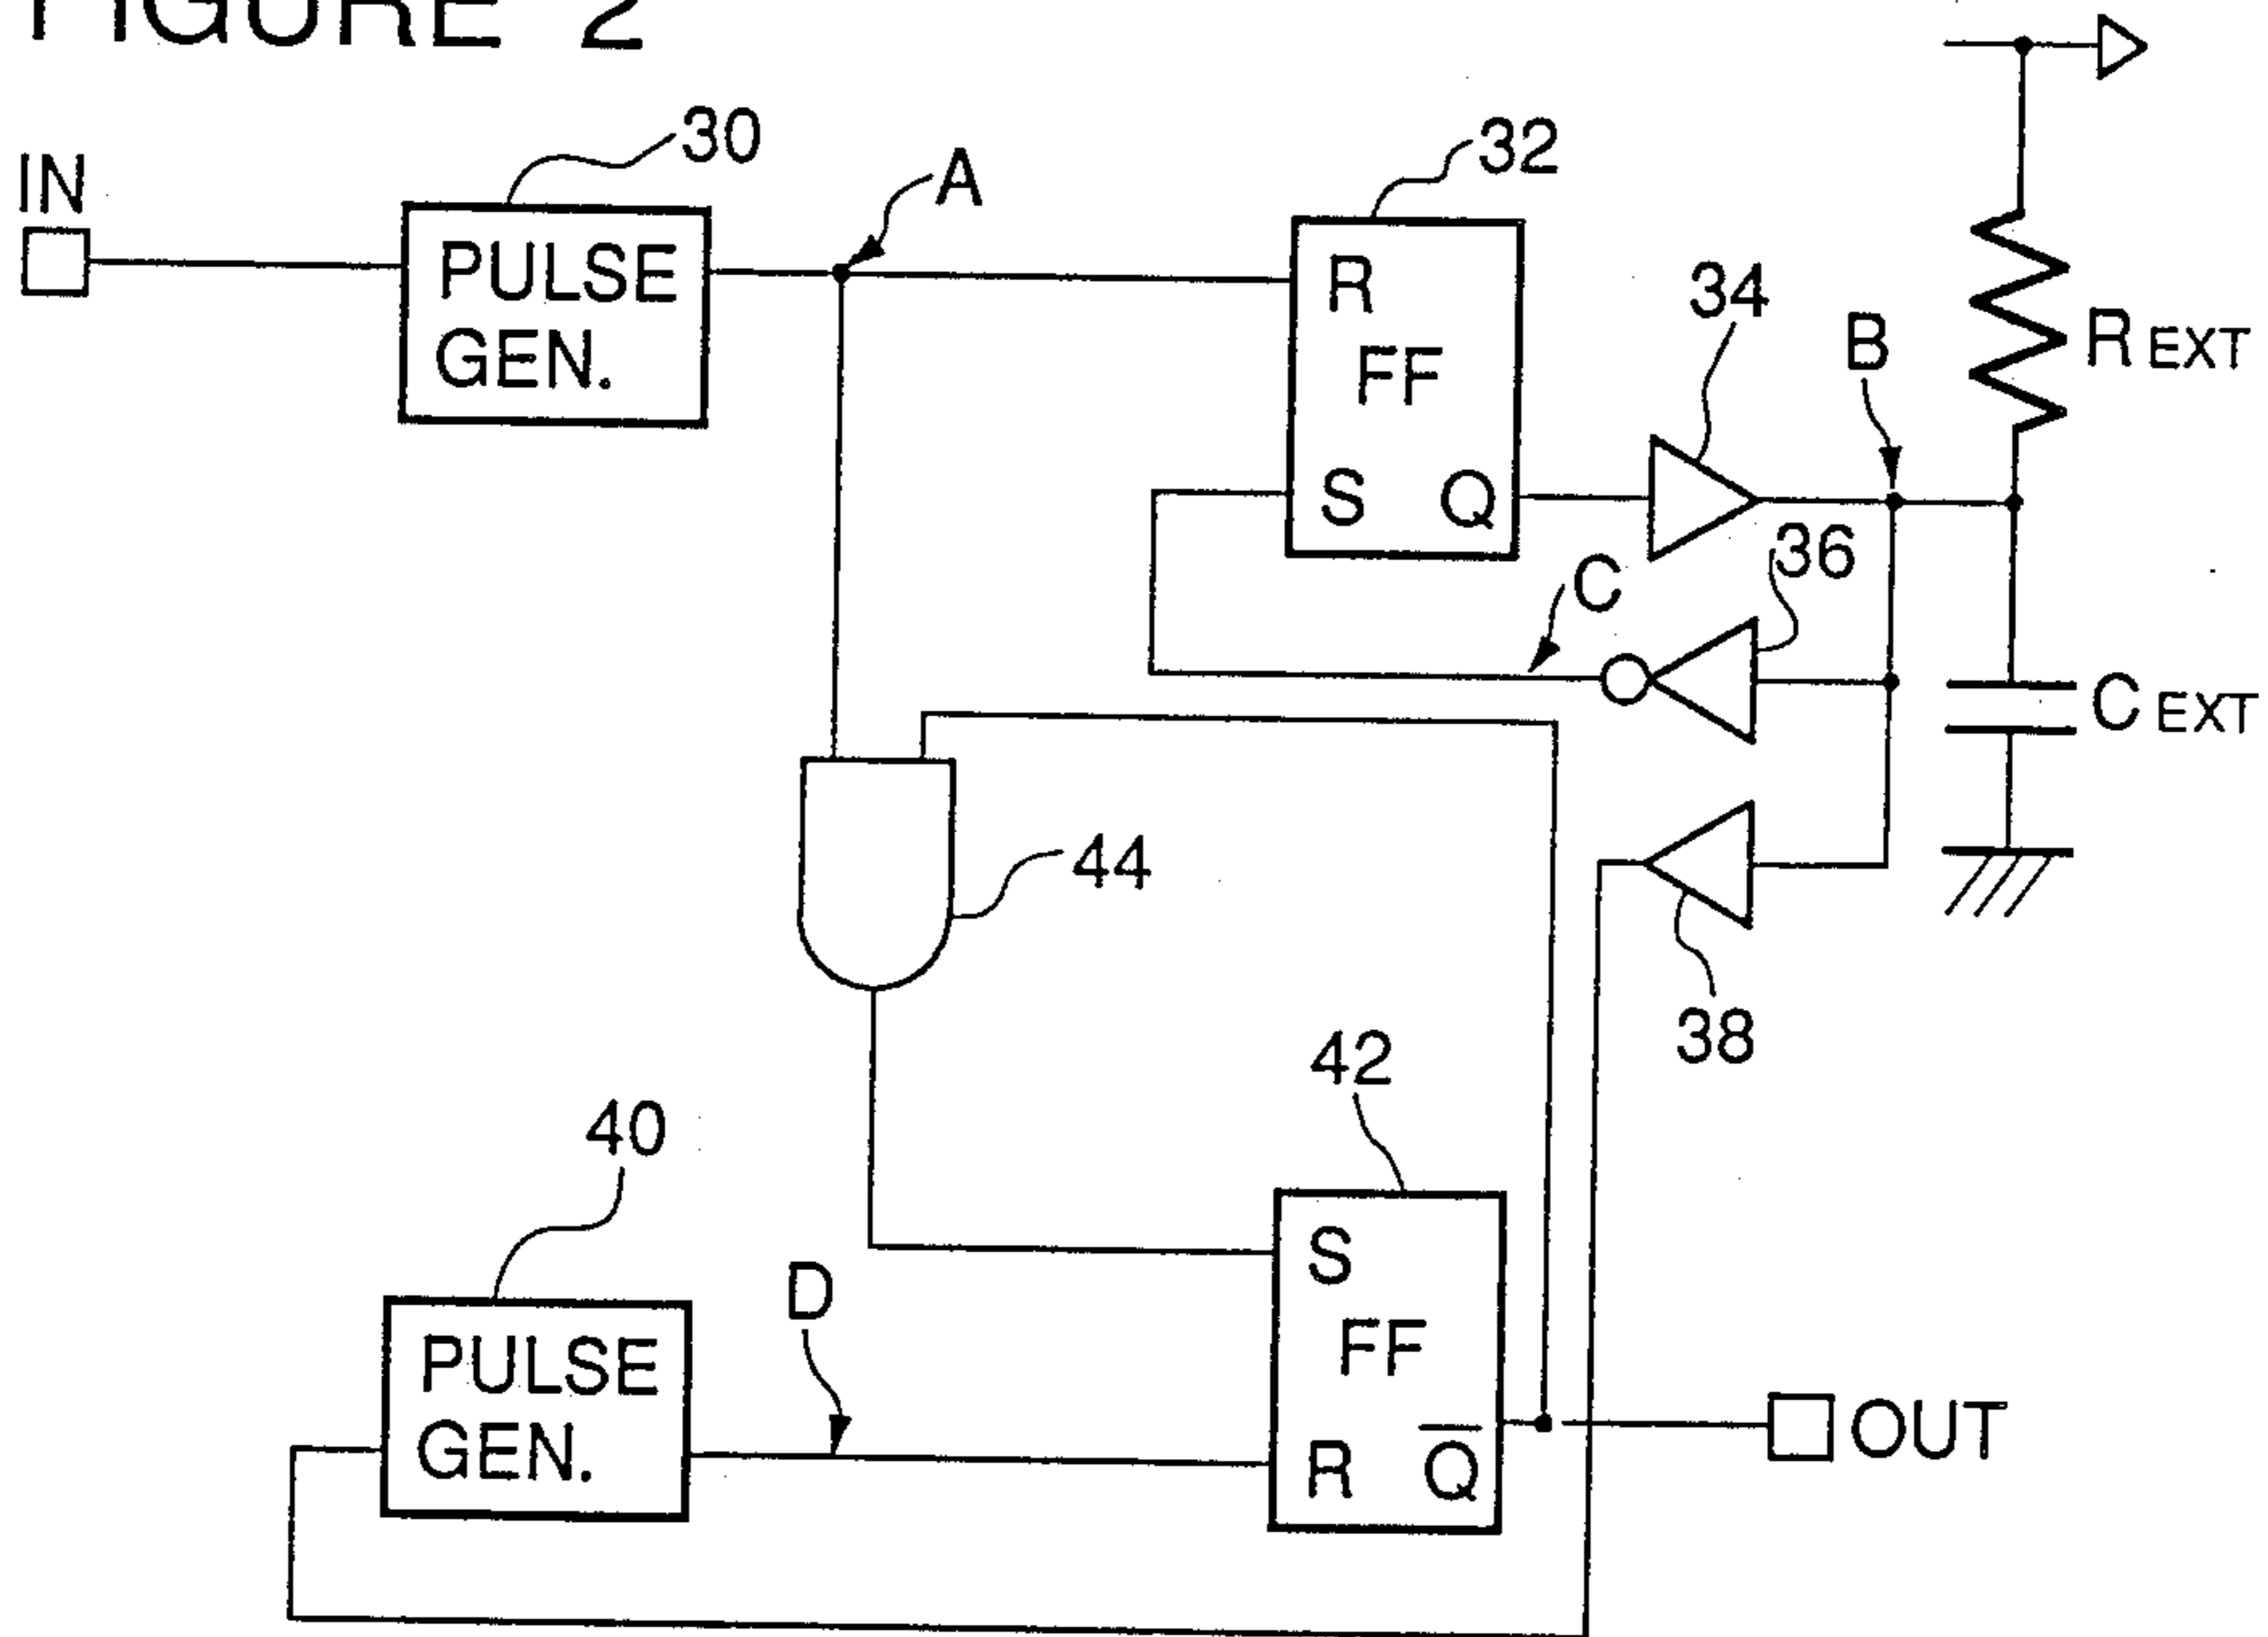 FIGURE 2
30
32
A
IN
PULSE
GEN.
R
FF
S Q
34
B
R EXT
36
C
C EXT
44
38
42
40
D
S
FF
R Q̅
PULSE
GEN.
OUT